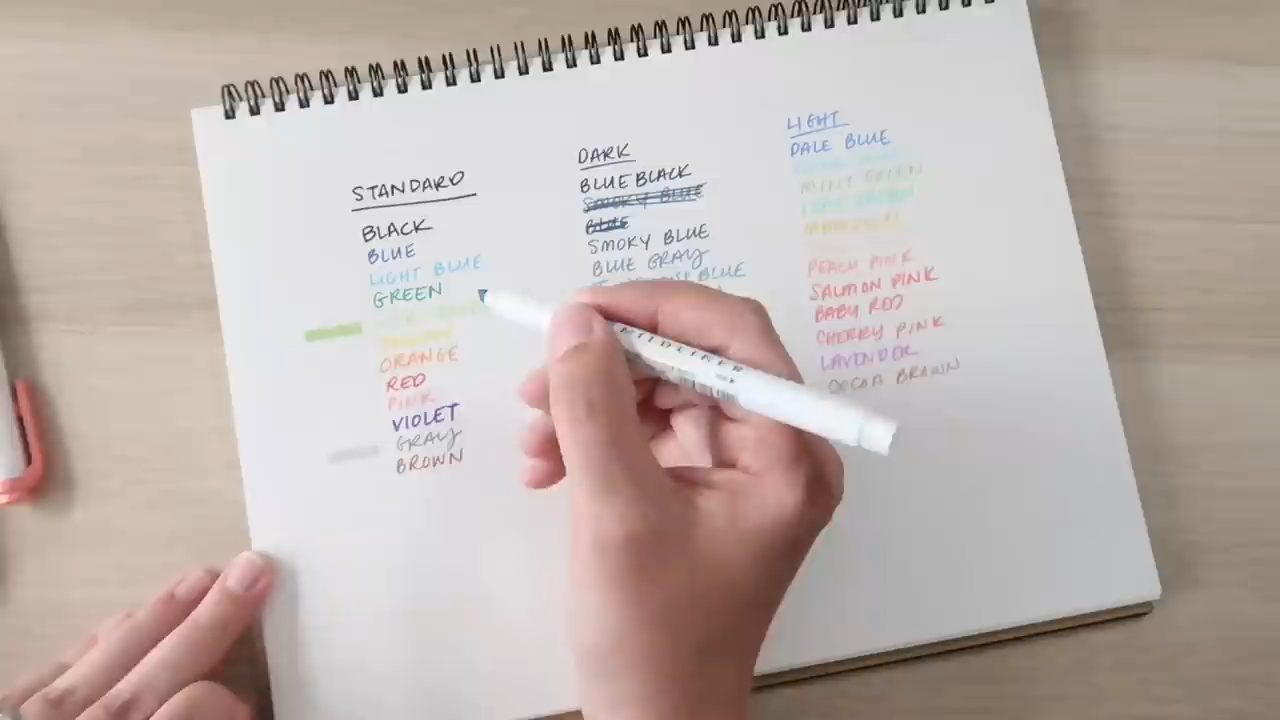 STANDARD
BLACK
BLUE
LIGHT BLUE
GREEN
YELLOW
ORANGE
RED
PINK
VIOLET
GRAY
BROWN
DARK
BLUE BLACK
SMOKY BLUE
BLUE
SMOKY BLUE
BLUE GRAY
BLUE
LIGHT
PALE BLUE
MINT GREEN
PEACH PINK
SALMON PINK
BABY RED
CHERRY PINK
LAVENDER
COCOA BROWN
MILDLINER